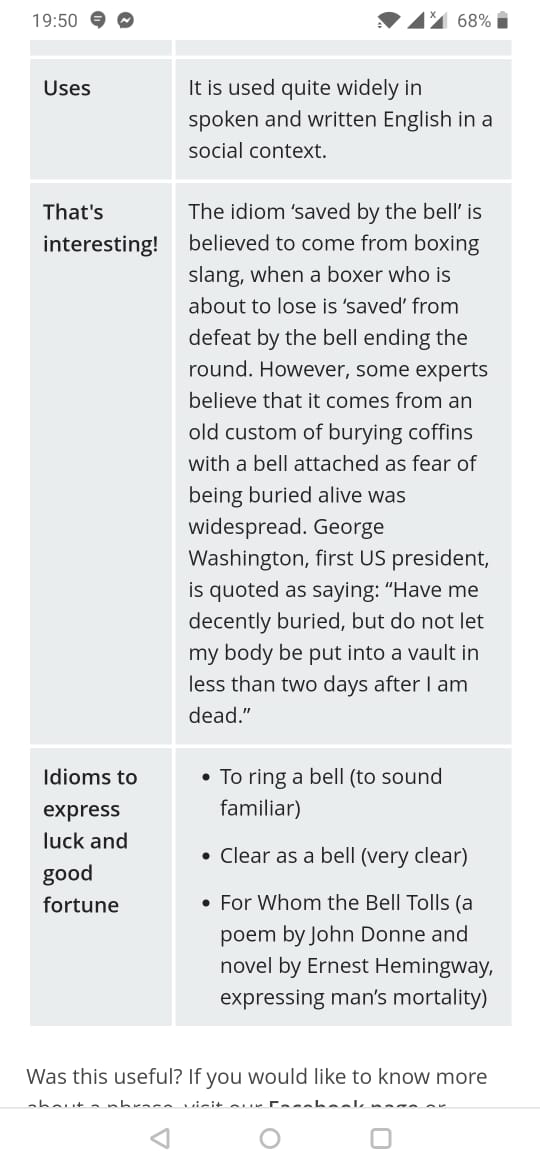 19:50
68%
Uses
It is used quite widely in
spoken and written English in a
social context.
That's
interesting!
The idiom ‘saved by the bell’ is
believed to come from boxing
slang, when a boxer who is
about to lose is ‘saved’ from
defeat by the bell ending the
round. However, some experts
believe that it comes from an
old custom of burying coffins
with a bell attached as fear of
being buried alive was
widespread. George
Washington, first US president,
is quoted as saying: “Have me
decently buried, but do not let
my body be put into a vault in
less than two days after I am
dead.”
Idioms to
express
luck and
good
fortune
• To ring a bell (to sound
familiar)
• Clear as a bell (very clear)
• For Whom the Bell Tolls (a
poem by John Donne and
novel by Ernest Hemingway,
expressing man’s mortality)
Was this useful? If you would like to know more
about a phrase, visit our Facebook page or